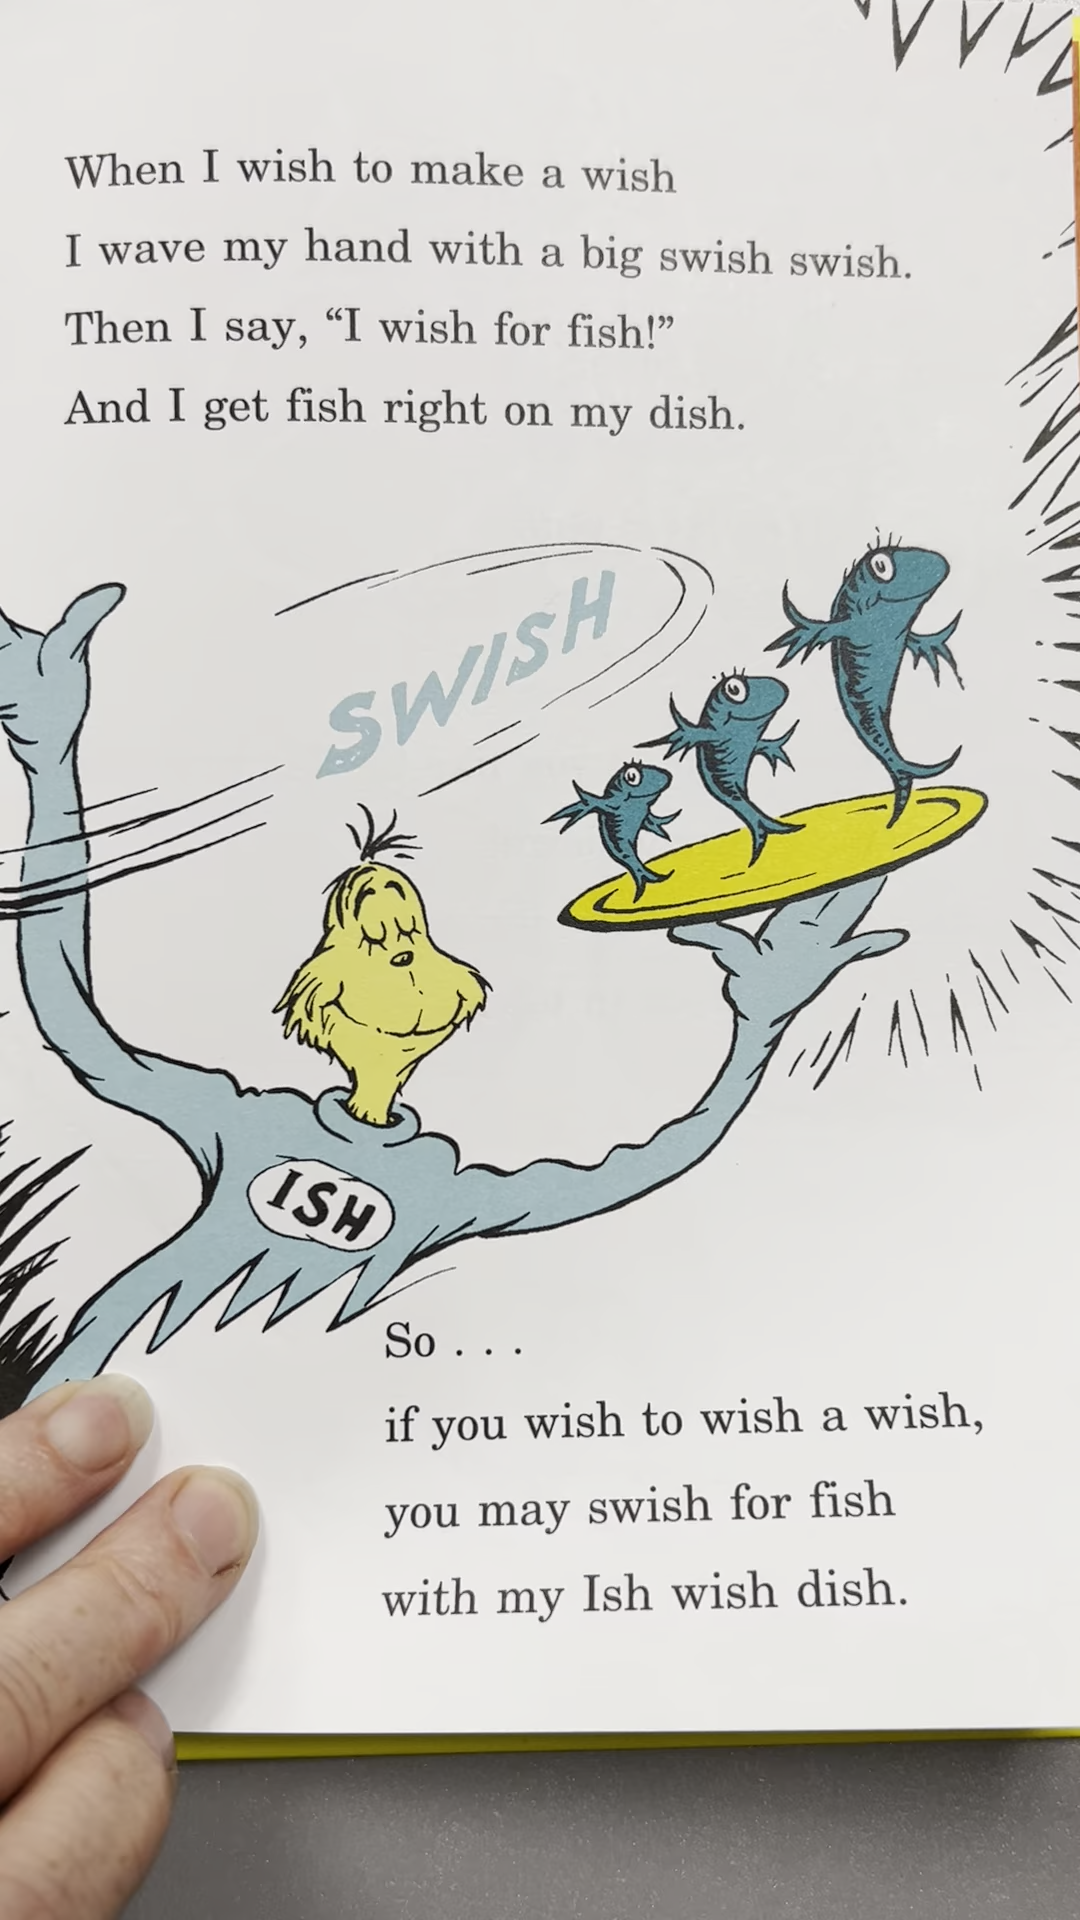 When I wish to make a wish
I wave my hand with a big swish swish.
Then I say, “I wish for fish!”
And I get fish right on my dish.
SWISH
ISH
So . . .
if you wish to wish a wish,
you may swish for fish
with my Ish wish dish.